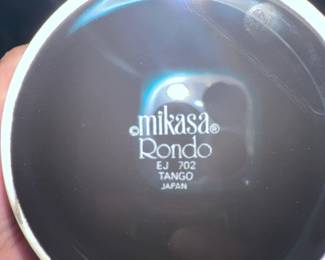 ©mikasa®
Rondo
EJ 702
TANGO
JAPAN